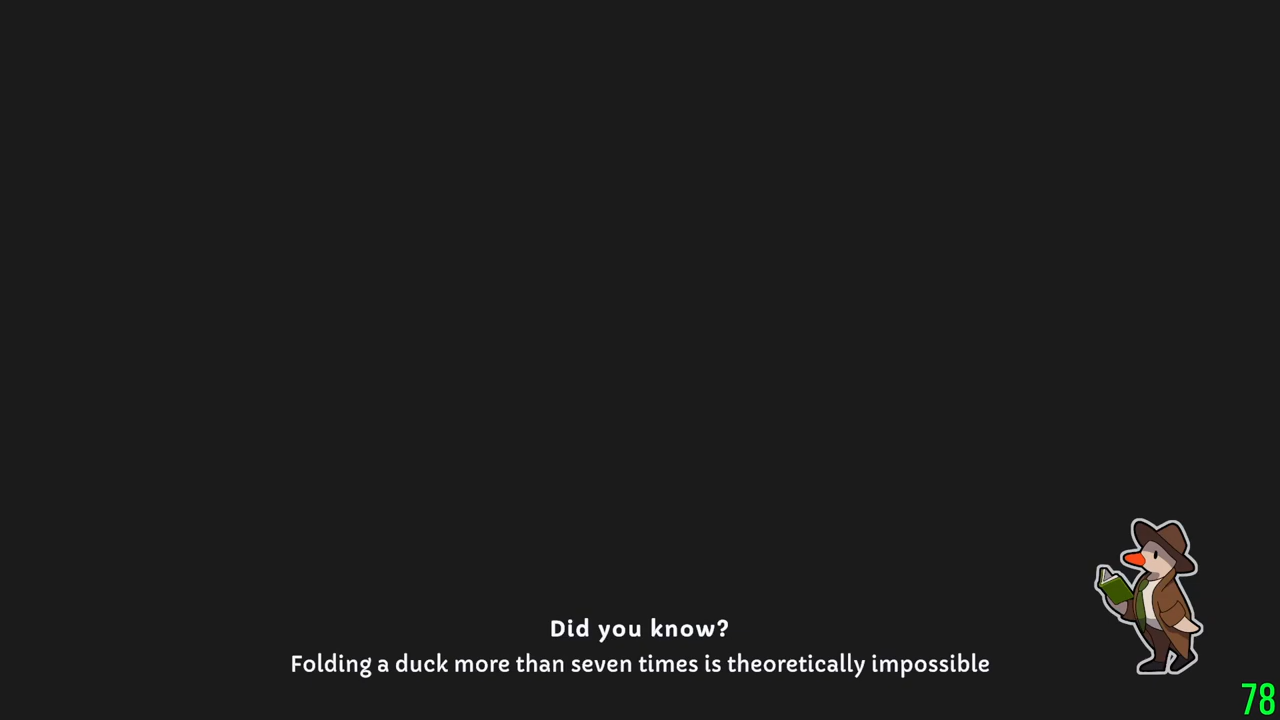 Did you know?
Folding a duck more than seven times is theoretically impossible
78